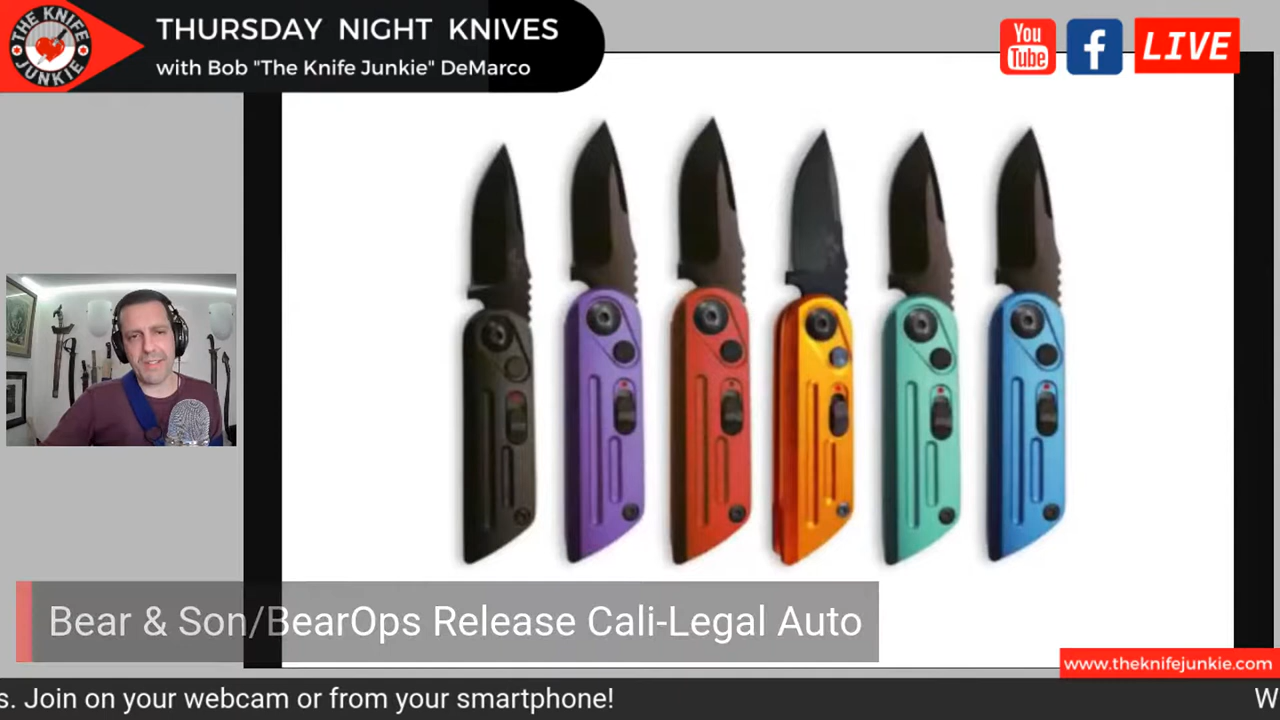 THE KNIFE
JUNKIE
THURSDAY NIGHT KNIVES
with Bob "The Knife Junkie" DeMarco
You
Tube
f
LIVE
Bear & Son/BearOps Release Cali-Legal Auto
www.theknifejunkie.com
s. Join on your webcam or from your smartphone!
W